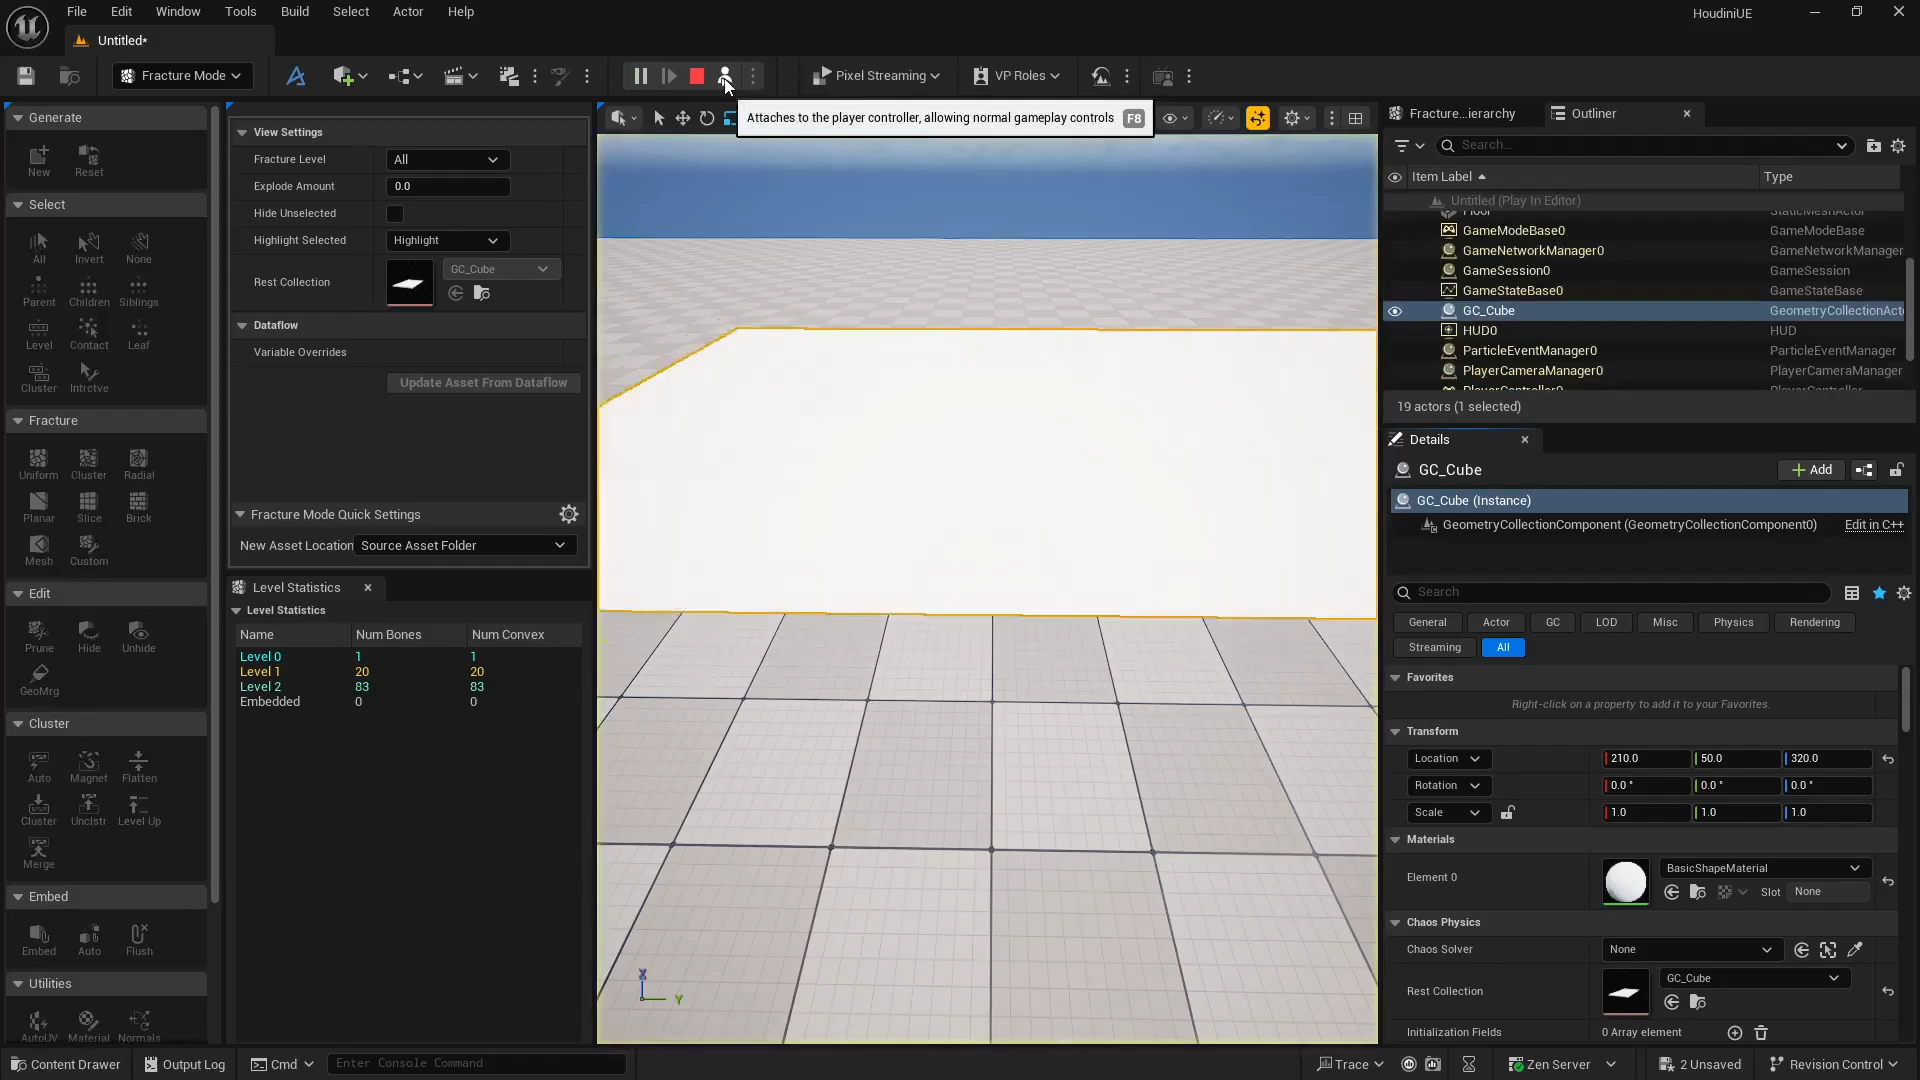 File Edit Window Tools Build Select Actor Help
HoudiniUE
Untitled*
Fracture Mode
Pixel Streaming
VP Roles
Attaches to the player controller, allowing normal gameplay controls F8
Generate
New Reset
Select
All Invert None
Parent Children Siblings
Level Contact Leaf
Cluster Intrctve
Fracture
Uniform Cluster Radial
Planar Slice Brick
Mesh Custom
Edit
Prune Hide Unhide
GeoMrg
Cluster
Auto Magnet Flatten
Cluster Unclstr Level Up
Merge
Embed
Embed Auto Flush
Utilities
AutoUV Material Normals
View Settings
Fracture Level All
Explode Amount 0.0
Hide Unselected
Highlight Selected Highlight
Rest Collection GC_Cube
Dataflow
Variable Overrides
Update Asset From Dataflow
Fracture Mode Quick Settings
New Asset Location Source Asset Folder
Level Statistics
Level Statistics
Name Num Bones Num Convex
Level 0 1 1
Level 1 20 20
Level 2 83 83
Embedded 0 0
X
Y
Fracture...ierarchy Outliner
Search...
Item Label Type
Untitled (Play In Editor)
Floor StaticMeshActor
GameModeBase0 GameModeBase
GameNetworkManager0 GameNetworkManager
GameSession0 GameSession
GameStateBase0 GameStateBase
GC_Cube GeometryCollectionActo
HUD0 HUD
ParticleEventManager0 ParticleEventManager
PlayerCameraManager0 PlayerCameraManager
PlayerController0 PlayerController
19 actors (1 selected)
Details
GC_Cube Add
GC_Cube (Instance)
GeometryCollectionComponent (GeometryCollectionComponent0) Edit in C++
Search
General Actor GC LOD Misc Physics Rendering
Streaming All
Favorites
Right-click on a property to add it to your Favorites.
Transform
Location 210.0 50.0 320.0
Rotation 0.0 ° 0.0 ° 0.0 °
Scale 1.0 1.0 1.0
Materials
Element 0 BasicShapeMaterial
Slot None
Chaos Physics
Chaos Solver None
Rest Collection GC_Cube
Initialization Fields 0 Array element
Content Drawer Output Log Cmd Enter Console Command Trace Zen Server 2 Unsaved Revision Control